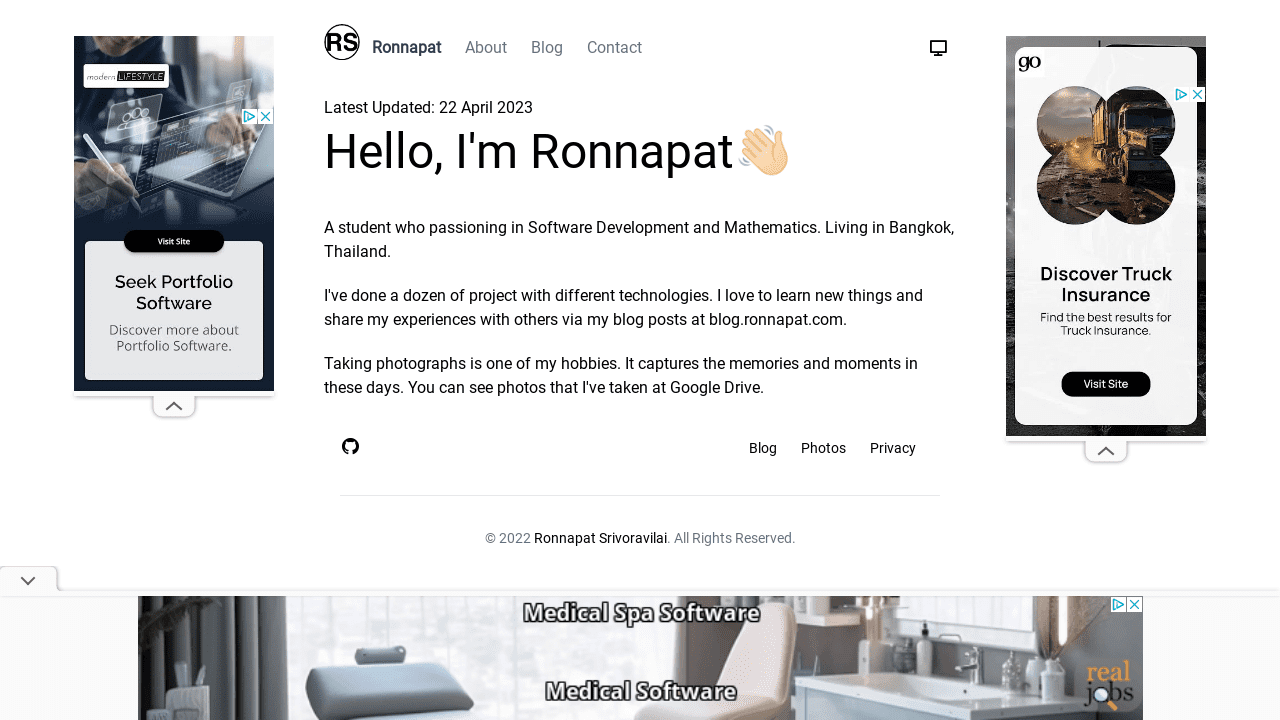 RS
Ronnapat About Blog Contact
Latest Updated: 22 April 2023
Hello, I'm Ronnapat👋🏼
A student who passioning in Software Development and Mathematics. Living in Bangkok,
Thailand.
I've done a dozen of project with different technologies. I love to learn new things and
share my experiences with others via my blog posts at blog.ronnapat.com.
Taking photographs is one of my hobbies. It captures the memories and moments in
these days. You can see photos that I've taken at Google Drive.
Blog Photos Privacy
© 2022 Ronnapat Srivoravilai. All Rights Reserved.
modern LIFESTYLE
Visit Site
Seek Portfolio
Software
Discover more about
Portfolio Software.
go
Discover Truck
Insurance
Find the best results for
Truck Insurance.
Visit Site
Medical Spa Software
Medical Software
real
jobs